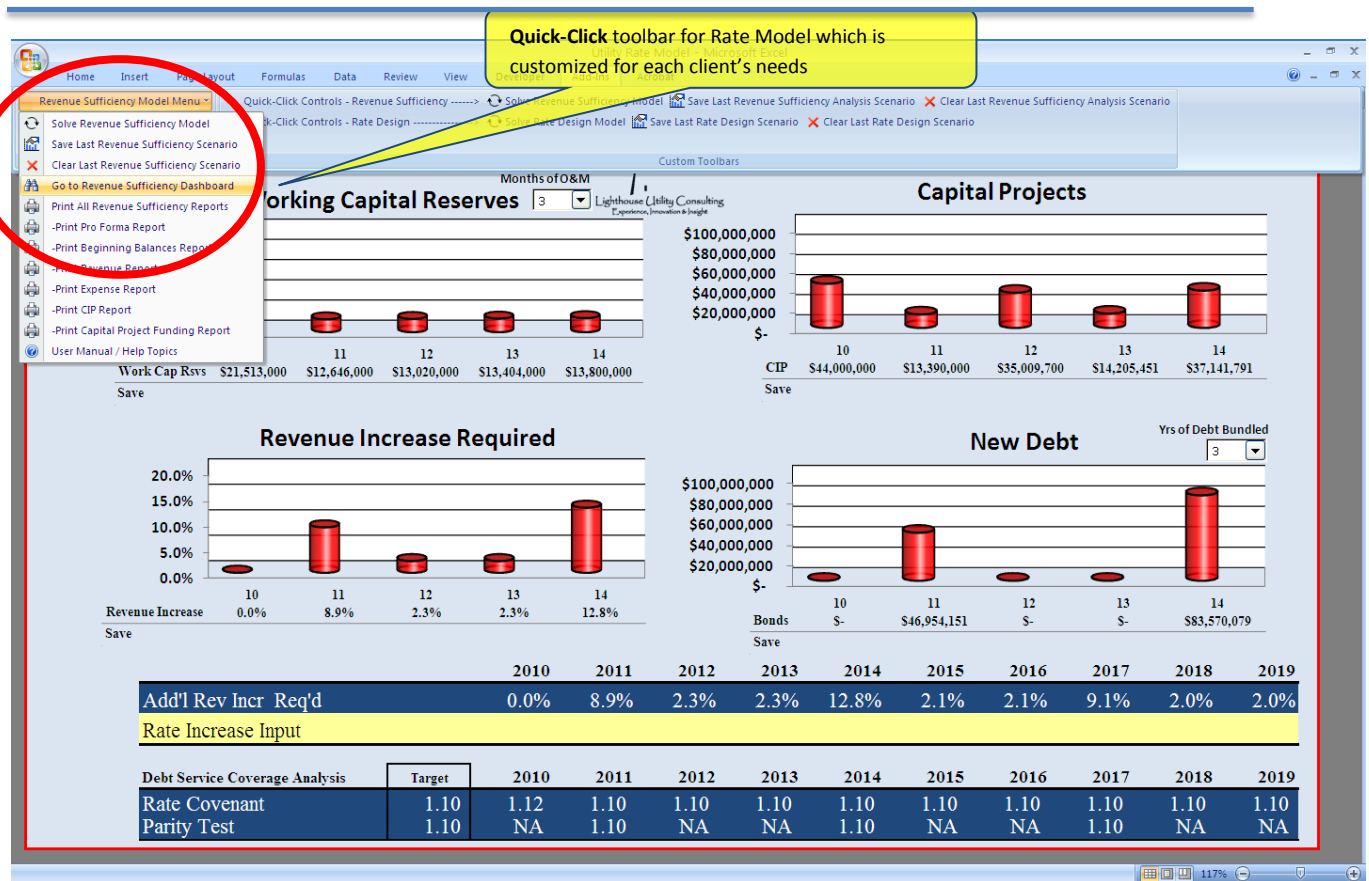 Quick-Click toolbar for Rate Model which is
customized for each client's needs
Utility Rate Model - Microsoft Excel
Home Insert Page Layout Formulas Data Review View Developer Add-Ins Acrobat
Revenue Sufficiency Model Menu
Quick-Click Controls - Revenue Sufficiency ------> Solve Revenue Sufficiency Model Save Last Revenue Sufficiency Analysis Scenario Clear Last Revenue Sufficiency Analysis Scenario
Click Controls - Rate Design Solve Rate Design Model Save Last Rate Design Scenario Clear Last Rate Design Scenario
Custom Toolbars
Solve Revenue Sufficiency Model
Save Last Revenue Sufficiency Scenario
Clear Last Revenue Sufficiency Scenario
Go to Revenue Sufficiency Dashboard
Print All Revenue Sufficiency Reports
-Print Pro Forma Report
-Print Beginning Balances Report
-Print Revenue Report
-Print Expense Report
-Print CIP Report
-Print Capital Project Funding Report
User Manual / Help Topics
Working Capital Reserves
Months of O&M
3
Lighthouse Utility Consulting
Experience, Innovation & Insight
11 12 13 14
Work Cap Rsvs $21,513,000 $12,646,000 $13,020,000 $13,404,000 $13,800,000
Save
Capital Projects
$100,000,000
$80,000,000
$60,000,000
$40,000,000
$20,000,000
$-
10 11 12 13 14
CIP $44,000,000 $13,390,000 $35,009,700 $14,205,451 $37,141,791
Save
Revenue Increase Required
20.0%
15.0%
10.0%
5.0%
0.0%
10 11 12 13 14
Revenue Increase 0.0% 8.9% 2.3% 2.3% 12.8%
Save
New Debt
Yrs of Debt Bundled
3
$100,000,000
$80,000,000
$60,000,000
$40,000,000
$20,000,000
$-
10 11 12 13 14
Bonds $- $46,954,151 $- $- $83,570,079
Save
2010 2011 2012 2013 2014 2015 2016 2017 2018 2019
Add'l Rev Incr Req'd 0.0% 8.9% 2.3% 2.3% 12.8% 2.1% 2.1% 9.1% 2.0% 2.0%
Rate Increase Input
Debt Service Coverage Analysis Target 2010 2011 2012 2013 2014 2015 2016 2017 2018 2019
Rate Covenant 1.10 1.12 1.10 1.10 1.10 1.10 1.10 1.10 1.10 1.10 1.10
Parity Test 1.10 NA 1.10 NA NA 1.10 NA NA 1.10 NA NA
117%